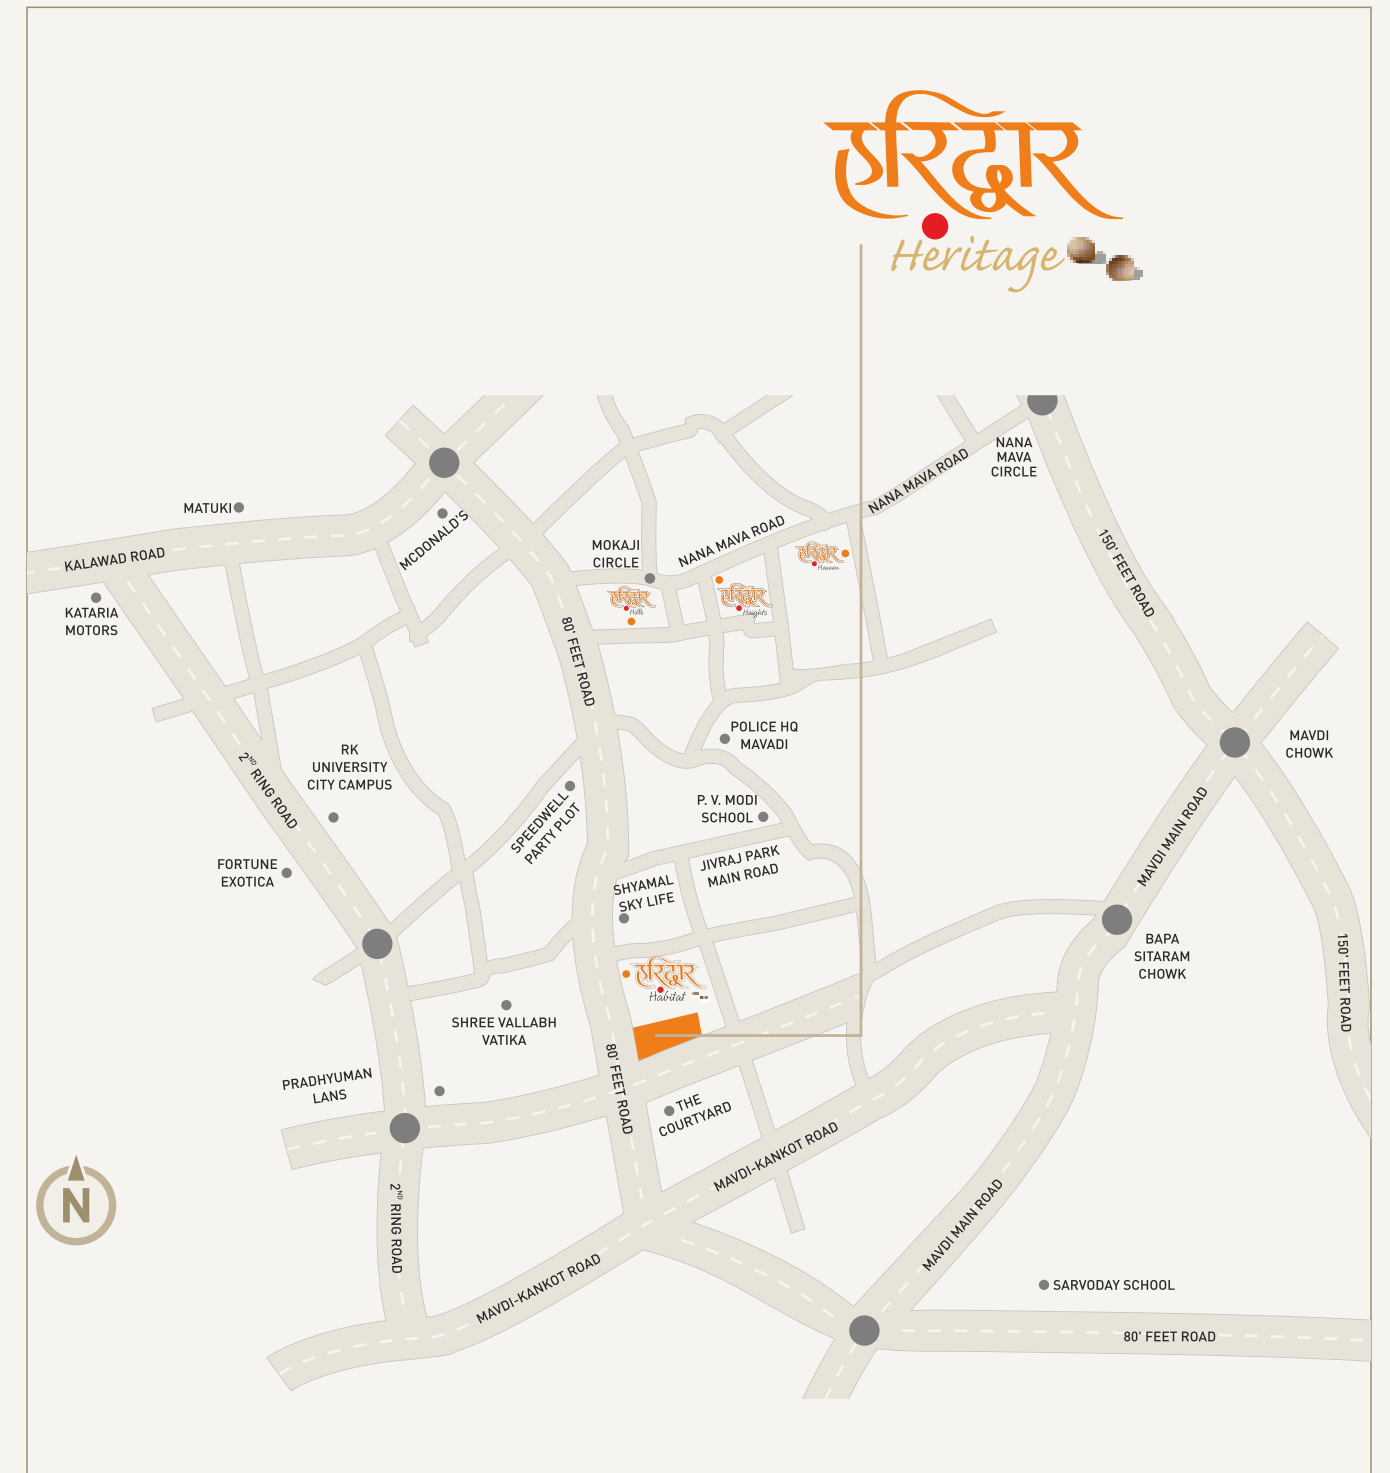 हरिद्वार
Heritage
NANA
MAVA
CIRCLE
NANA MAVA ROAD
MATUKI
MCDONALD'S
NANA MAVA ROAD
150' FEET ROAD
MOKAJI
CIRCLE
KALAWAD ROAD
हरिद्वार
Heaven
हरिद्वार
Hills
हरिद्वार
Heights
KATARIA
MOTORS
80' FEET ROAD
POLICE HQ
MAVADI
MAVDI
CHOWK
RK
UNIVERSITY
CITY CAMPUS
2ND RING ROAD
SPEEDWELL
PARTY PLOT
P. V. MODI
SCHOOL
MAVDI MAIN ROAD
JIVRAJ PARK
MAIN ROAD
FORTUNE
EXOTICA
SHYAMAL
SKY LIFE
BAPA
SITARAM
CHOWK
150' FEET ROAD
हरिद्वार
Habitat
SHREE VALLABH
VATIKA
80' FEET ROAD
PRADHYUMAN
LANS
THE
COURTYARD
MAVDI-KANKOT ROAD
N
2ND RING ROAD
MAVDI MAIN ROAD
MAVDI-KANKOT ROAD
SARVODAY SCHOOL
80' FEET ROAD